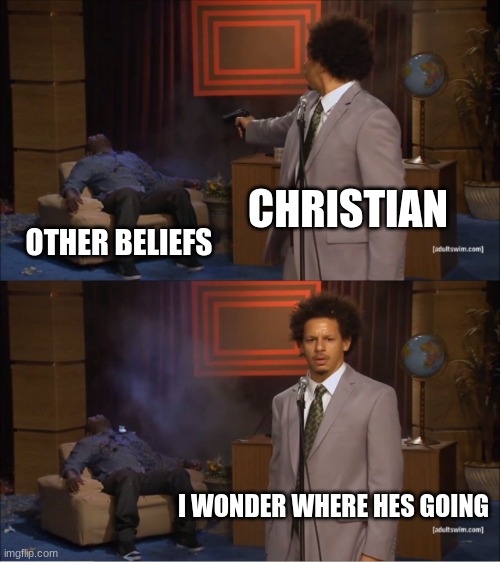 CHRISTIAN
OTHER BELIEFS
[adultswim.com]
I WONDER WHERE HES GOING
[adultswim.com]
imgflip.com